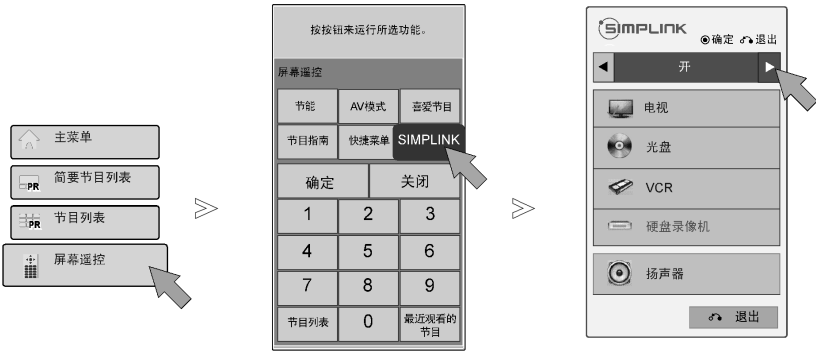 主菜单
PR
简要节目列表
PR
节目列表
屏幕遥控
按按钮来运行所选功能。
屏幕遥控
节能
AV模式
喜爱节目
节目指南
快捷菜单
SIMPLINK
确定
关闭
1
2
3
4
5
6
7
8
9
节目列表
0
最近观看的
节目
SIMPLINK
确定
退出
开
电视
光盘
VCR
硬盘录像机
扬声器
退出